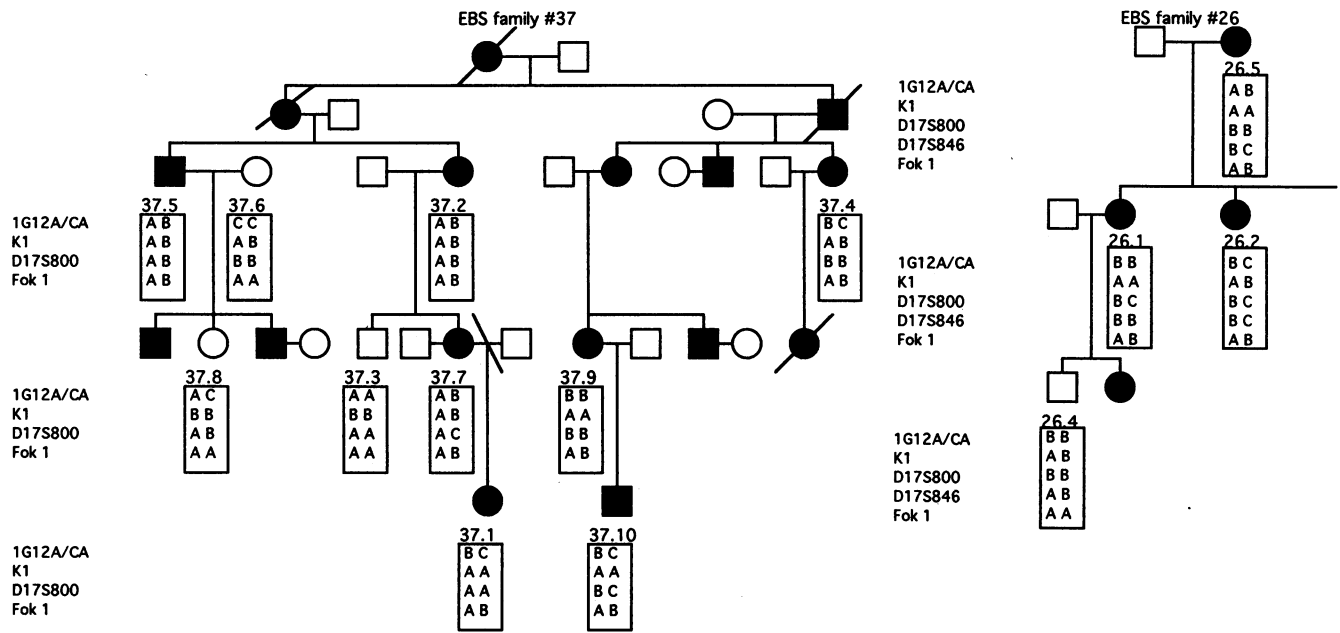 EBS family #37
EBS family #26
26.5
1G12A/CA A B
K1 A A
D17S800 B B
D17S846 B C
Fok 1 A B
37.5 37.6 37.2 37.4
1G12A/CA A B C C A B B C
K1 A B A B A B A B
D17S800 A B B B A B B B
Fok 1 A B A A A B A B
26.1 26.2
1G12A/CA B B B C
K1 A A A B
D17S800 B C B C
D17S846 B B B C
Fok 1 A B A B
37.8 37.3 37.7 37.9
1G12A/CA A C A A A B B B
K1 B B B B A B A A
D17S800 A B A A A C B B
Fok 1 A A A A A B A B
26.4
1G12A/CA B B
K1 A B
D17S800 B B
D17S846 A B
Fok 1 A A
37.1 37.10
1G12A/CA B C B C
K1 A A A A
D17S800 A A B C
Fok 1 A B A B